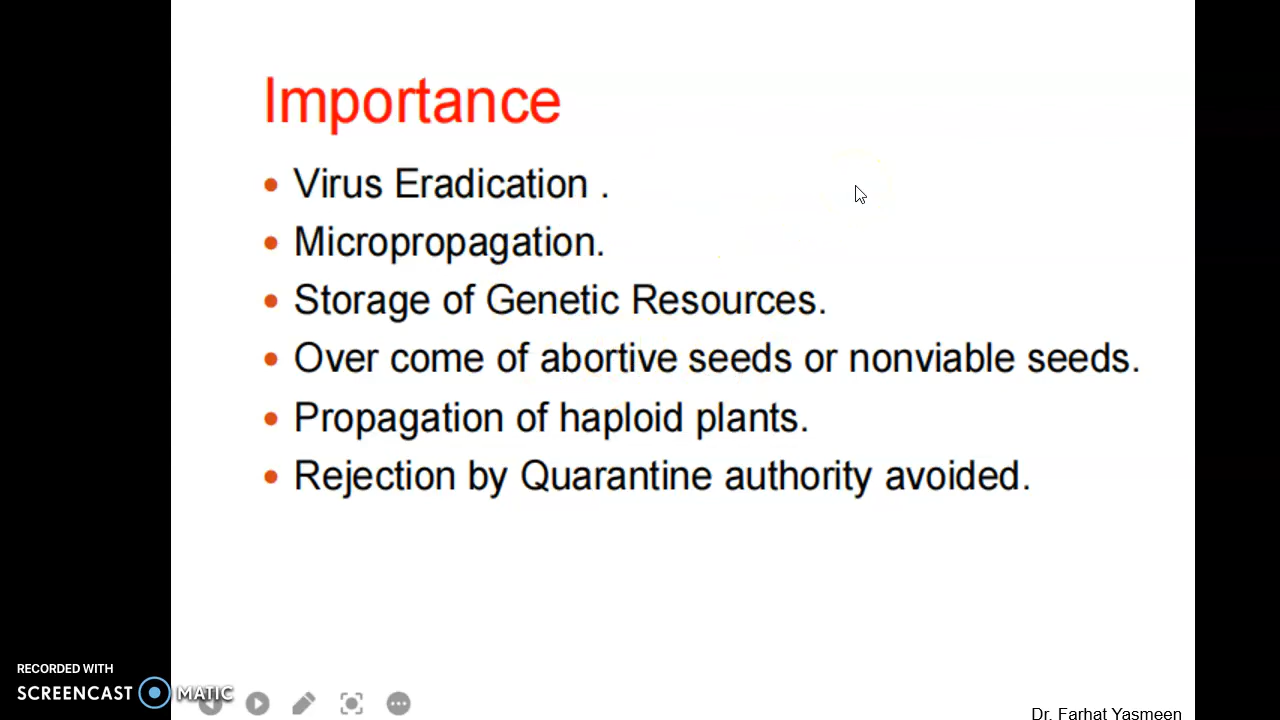 Importance
• Virus Eradication .
• Micropropagation.
• Storage of Genetic Resources.
• Over come of abortive seeds or nonviable seeds.
• Propagation of haploid plants.
• Rejection by Quarantine authority avoided.
RECORDED WITH
SCREENCAST MATIC
Dr. Farhat Yasmeen